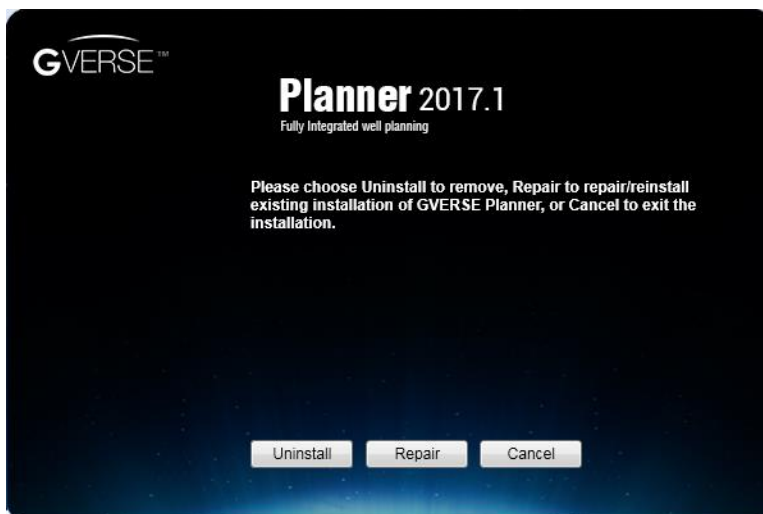 GVERSE™
Planner 2017.1
Fully Integrated well planning
Please choose Uninstall to remove, Repair to repair/reinstall
existing installation of GVERSE Planner, or Cancel to exit the
installation.
Uninstall Repair Cancel